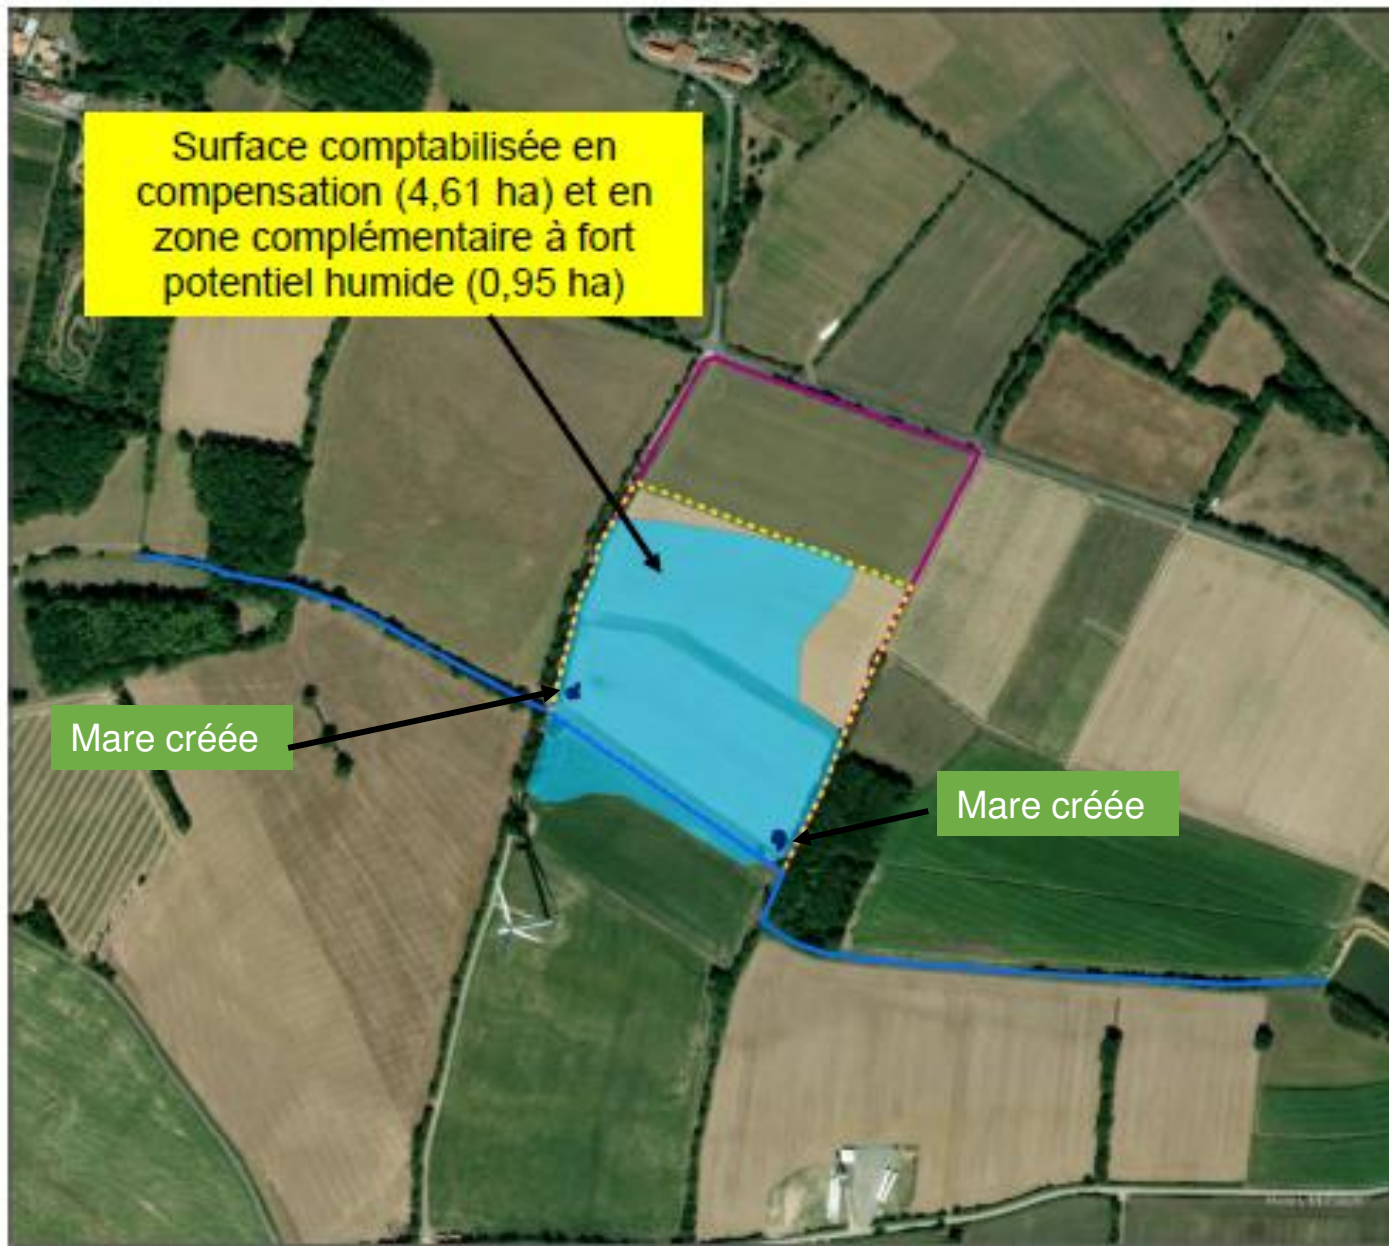 Surface comptabilisée en
compensation (4,61 ha) et en
zone complémentaire à fort
potentiel humide (0,95 ha)
Mare créée
Mare créée